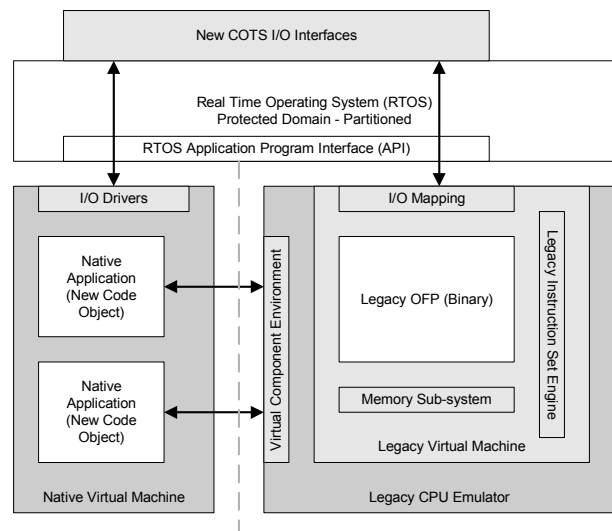 New COTS I/O Interfaces
Real Time Operating System (RTOS)
Protected Domain - Partitioned
RTOS Application Program Interface (API)
I/O Drivers
Native
Application
(New Code
Object)
Native
Application
(New Code
Object)
Native Virtual Machine
I/O Mapping
Virtual Component Environment
Legacy OFP (Binary)
Legacy Instruction Set Engine
Memory Sub-system
Legacy Virtual Machine
Legacy CPU Emulator